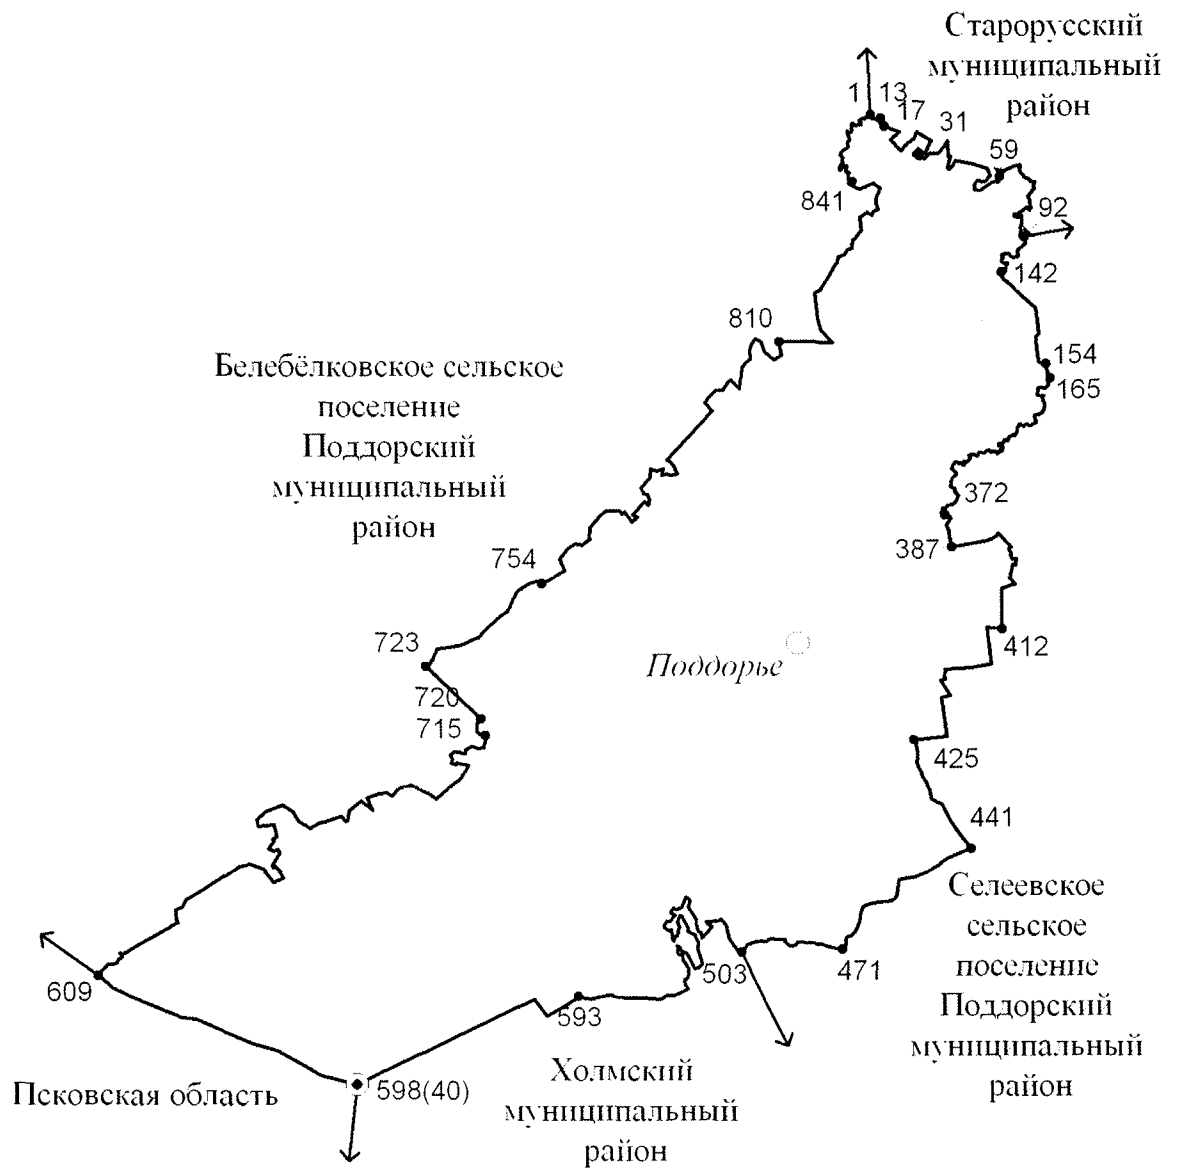 Старорусский
муниципальный
район
1
13
17
31
59
841
92
142
810
154
165
Белебёлковское сельское
поселение
Поддорский
муниципальный
район
372
387
754
412
723
Поддорье
720
715
425
441
Селеевское
сельское
поселение
Поддорский
муниципальный
район
503
471
609
593
598(40)
Псковская область
Холмский
муниципальный
район